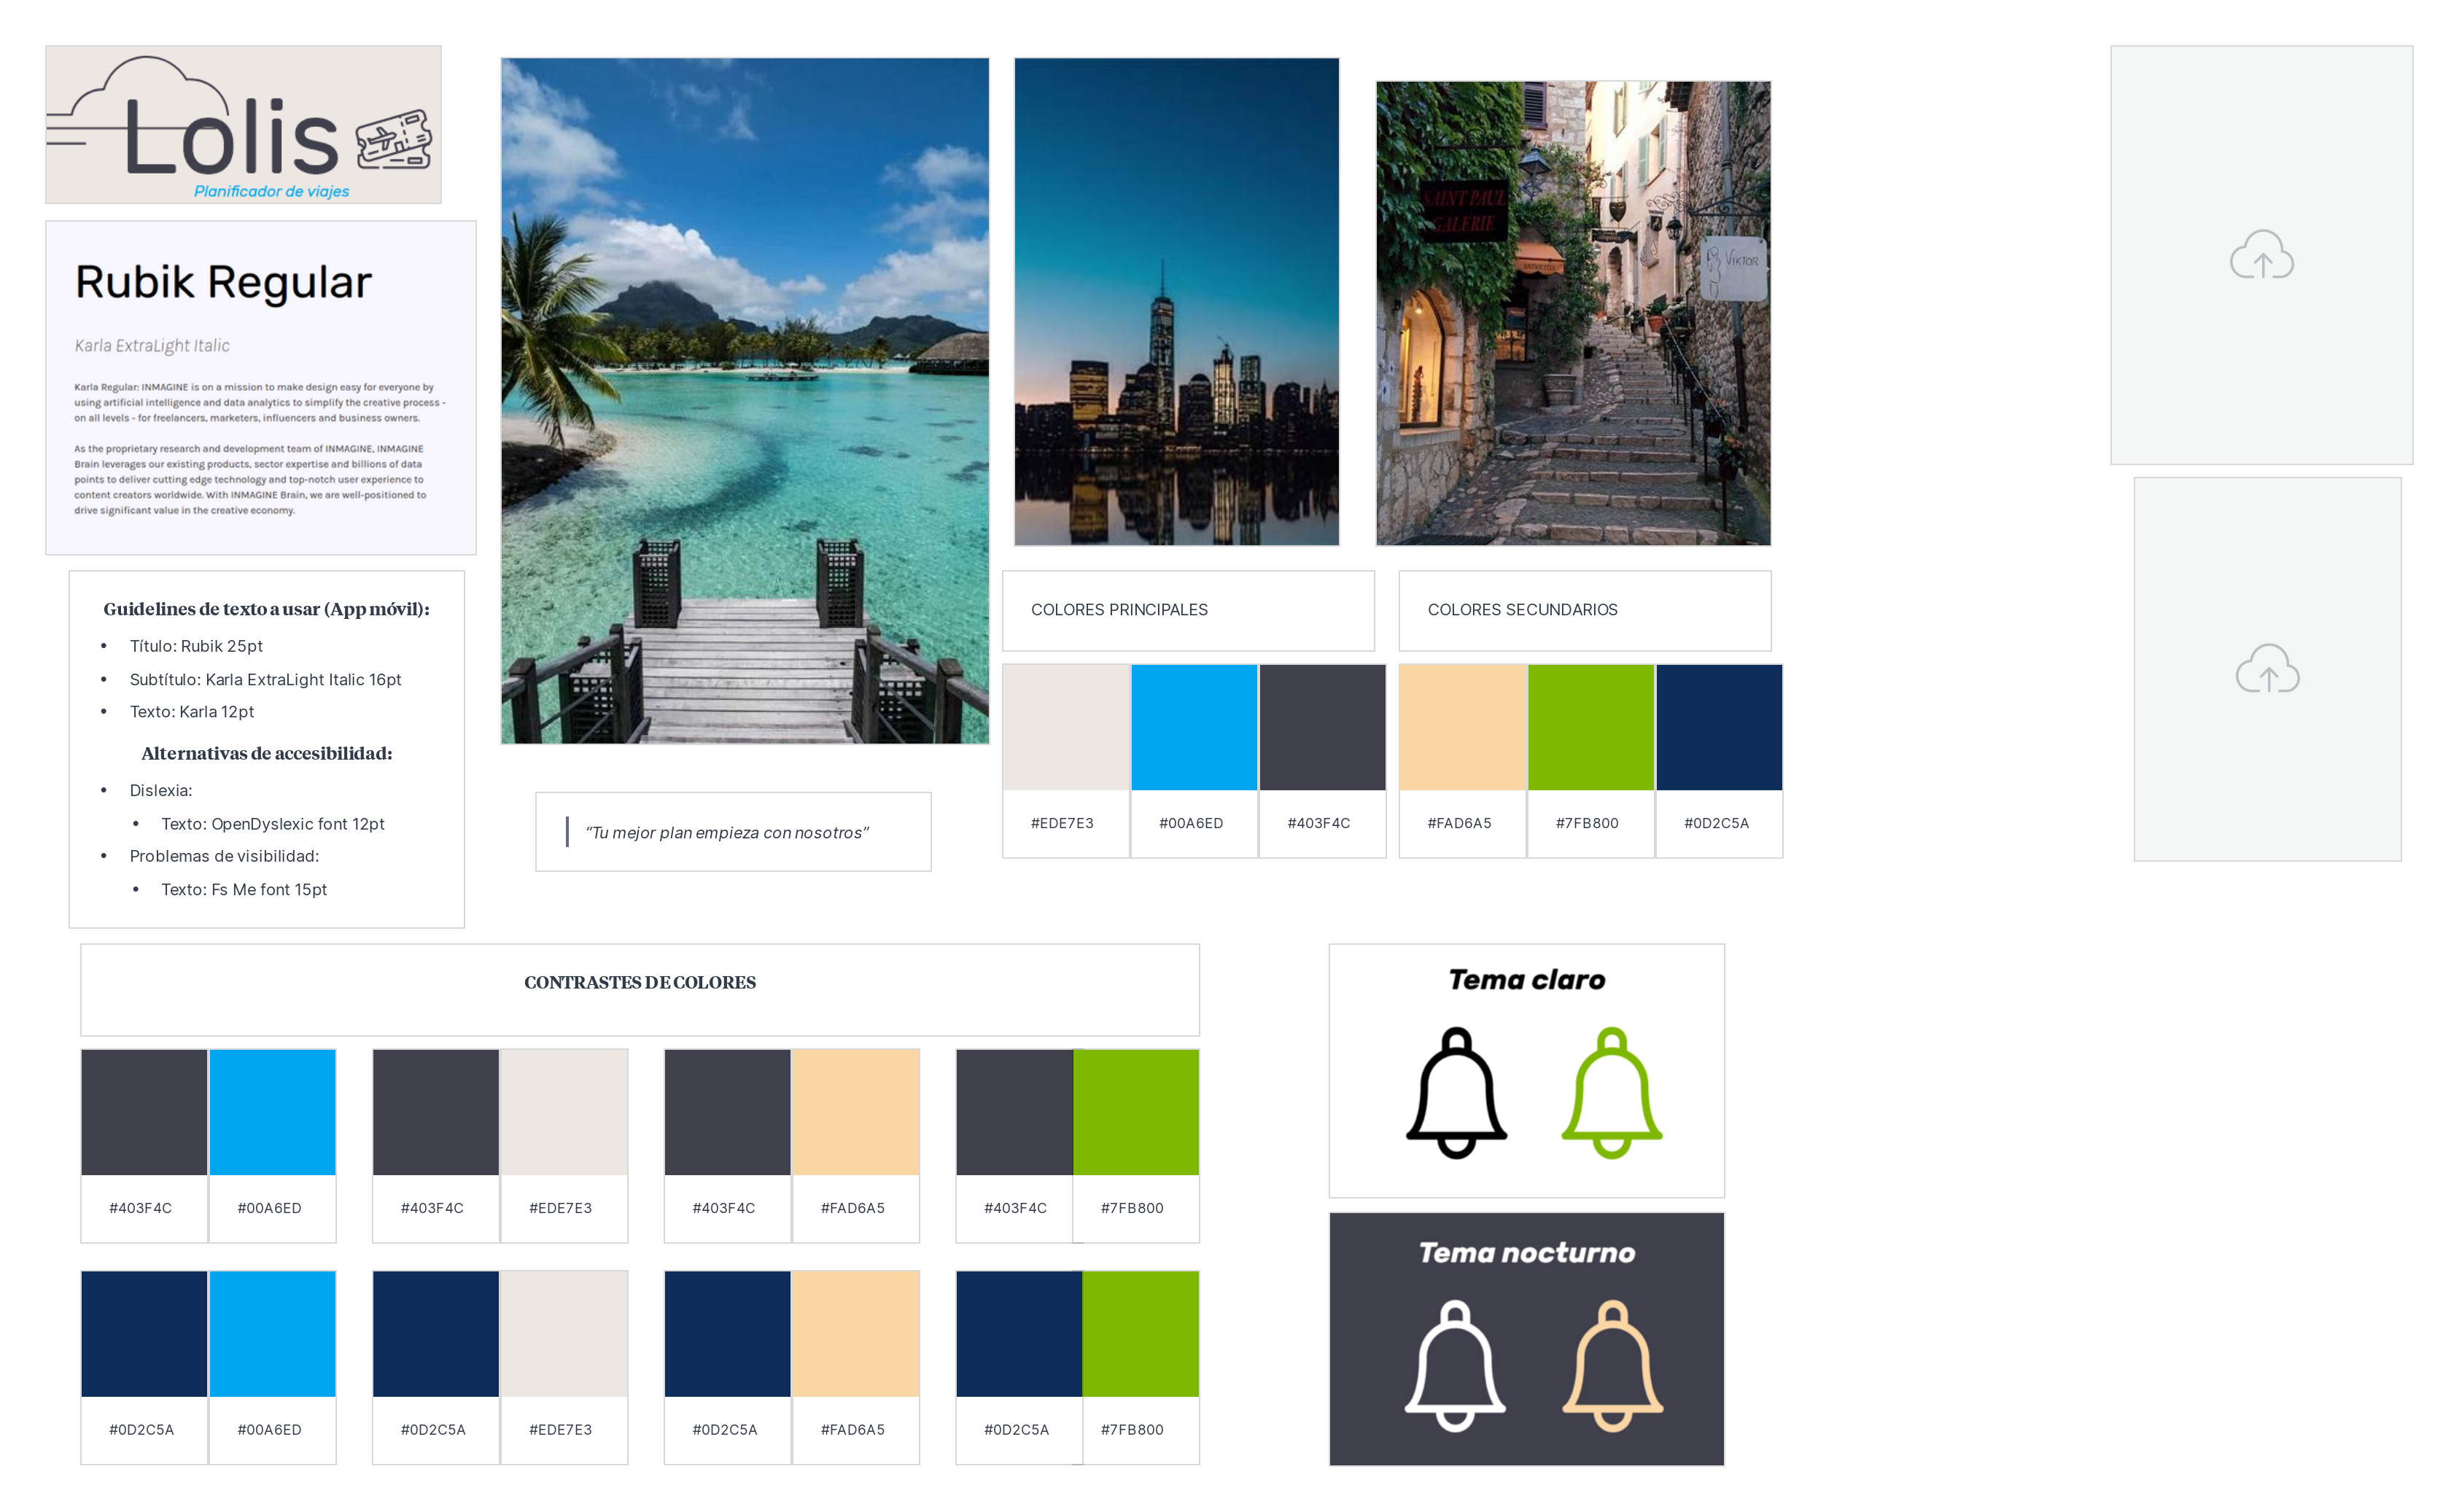 Lolis
Planificador de viajes
Rubik Regular
Karla ExtraLight Italic
Karla Regular: INMAGINE is on a mission to make design easy for everyone by
using artificial intelligence and data analytics to simplify the creative process -
on all levels - for freelancers, marketers, influencers and business owners.
As the proprietary research and development team of INMAGINE, INMAGINE
Brain leverages our existing products, sector expertise and billions of data
points to deliver cutting edge technology and top-notch user experience to
content creators worldwide. With INMAGINE Brain, we are well-positioned to
drive significant value in the creative economy.
Guidelines de texto a usar (App móvil):
• Título: Rubik 25pt
• Subtítulo: Karla ExtraLight Italic 16pt
• Texto: Karla 12pt
Alternativas de accesibilidad:
• Dislexia:
• Texto: OpenDyslexic font 12pt
• Problemas de visibilidad:
• Texto: Fs Me font 15pt
“Tu mejor plan empieza con nosotros”
SAINT PAUL
GALERIE
ANTIQUITES
VIKTOR
COLORES PRINCIPALES
#EDE7E3
#00A6ED
#403F4C
COLORES SECUNDARIOS
#FAD6A5
#7FB800
#0D2C5A
CONTRASTES DE COLORES
#403F4C
#00A6ED
#403F4C
#EDE7E3
#403F4C
#FAD6A5
#403F4C
#7FB800
#0D2C5A
#00A6ED
#0D2C5A
#EDE7E3
#0D2C5A
#FAD6A5
#0D2C5A
#7FB800
Tema claro
Tema nocturno